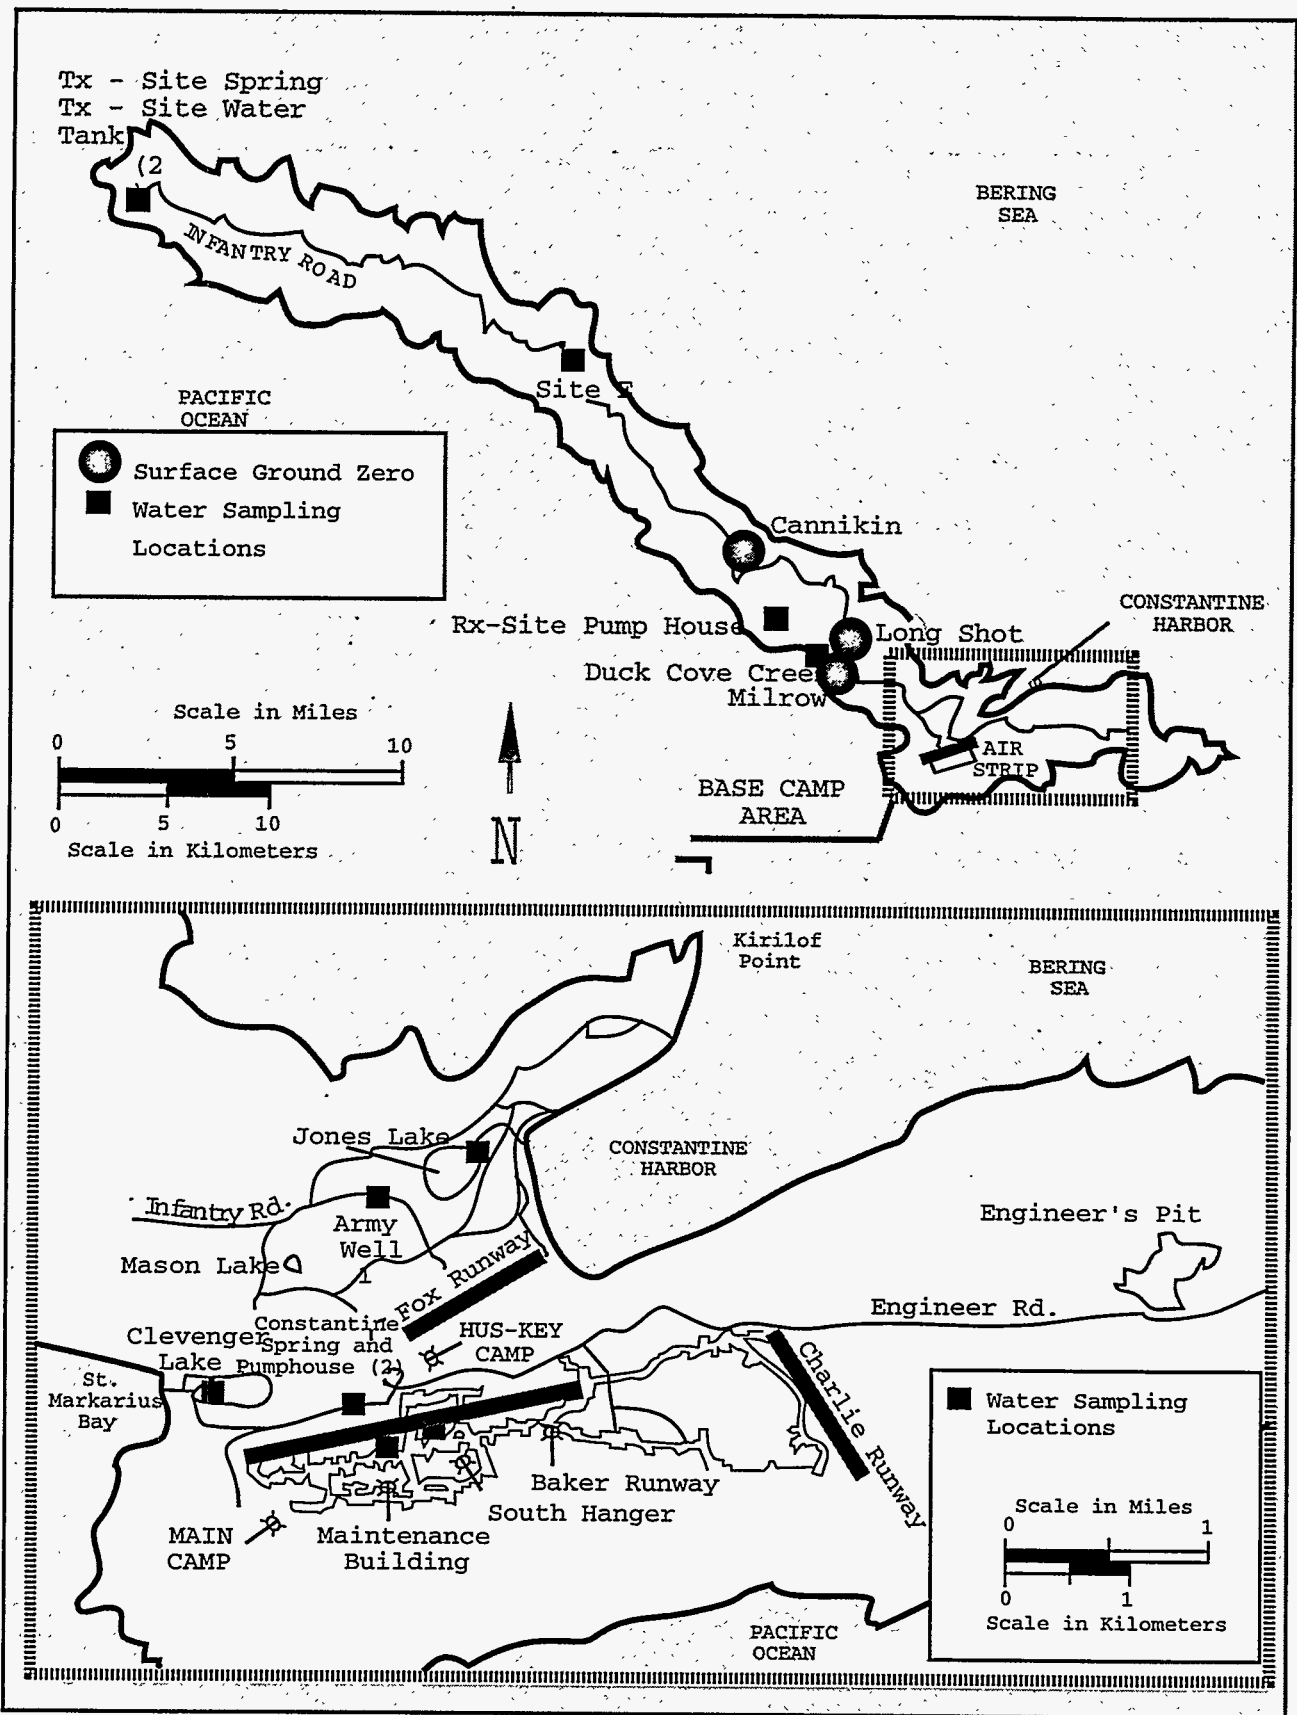 Tx - Site Spring
Tx - Site Water
Tank
(2
BERING
SEA
INFANTRY ROAD
Site E
PACIFIC
OCEAN
Surface Ground Zero
Water Sampling
Locations
Cannikin
CONSTANTINE
HARBOR
Rx-Site Pump House
Long Shot
Duck Cove Cree
Milrow
Scale in Miles
0 5 10
0 5 10
Scale in Kilometers
N
AIR
STRIP
BASE CAMP
AREA
Kirilof
Point
BERING
SEA
Jones Lake
CONSTANTINE
HARBOR
Infantry Rd.
Army
Well
1
Engineer's Pit
Mason Lake
Fox Runway
Engineer Rd.
Constantine
Spring and
Pumphouse (2)
Clevenger
Lake
HUS-KEY
CAMP
St.
Markarius
Bay
Charlie Runway
Water Sampling
Locations
Baker Runway
South Hanger
MAIN
CAMP
Maintenance
Building
Scale in Miles
0 1
0 1
Scale in Kilometers
PACIFIC
OCEAN